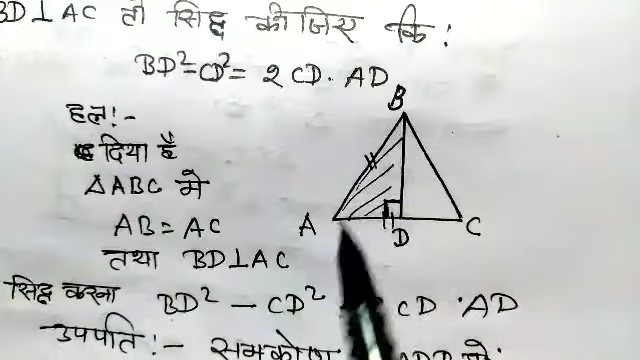 BD⊥AC तो सिद्ध कीजिए कि:
BD²=CD²= 2 CD. AD
हल:-
दिया है
ΔABC मे
AB = AC
तथा BD⊥AC
B
A
D
C
सिद्ध करना BD² - CD² CD .AD
उपपति:- समकोण